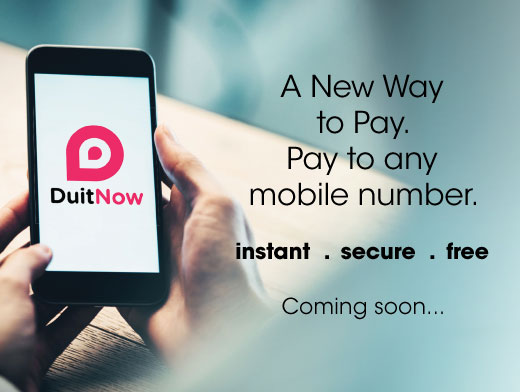 DuitNow
A New Way
to Pay.
Pay to any
mobile number.
instant . secure . free
Coming soon...